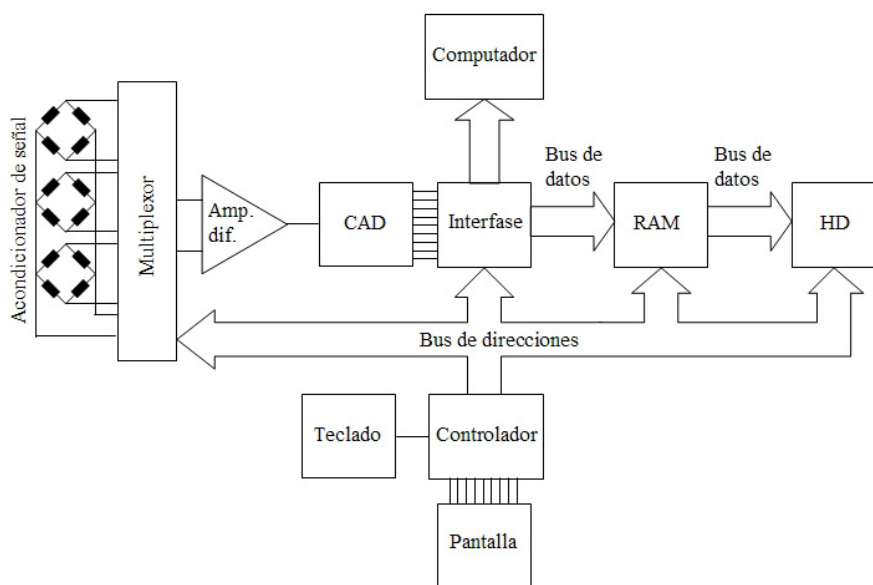 Computador
Acondicionador de señal
Multiplexor
Amp.
dif.
CAD
Interfase
Bus de
datos
RAM
Bus de
datos
HD
Bus de direcciones
Teclado
Controlador
Pantalla